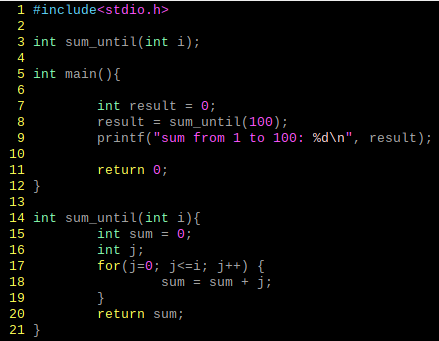 1 #include<stdio.h>
2
3 int sum_until(int i);
4
5 int main(){
6
7         int result = 0;
8         result = sum_until(100);
9         printf("sum from 1 to 100: %d\n", result);
10
11         return 0;
12 }
13
14 int sum_until(int i){
15         int sum = 0;
16         int j;
17         for(j=0; j<=i; j++) {
18                 sum = sum + j;
19         }
20         return sum;
21 }